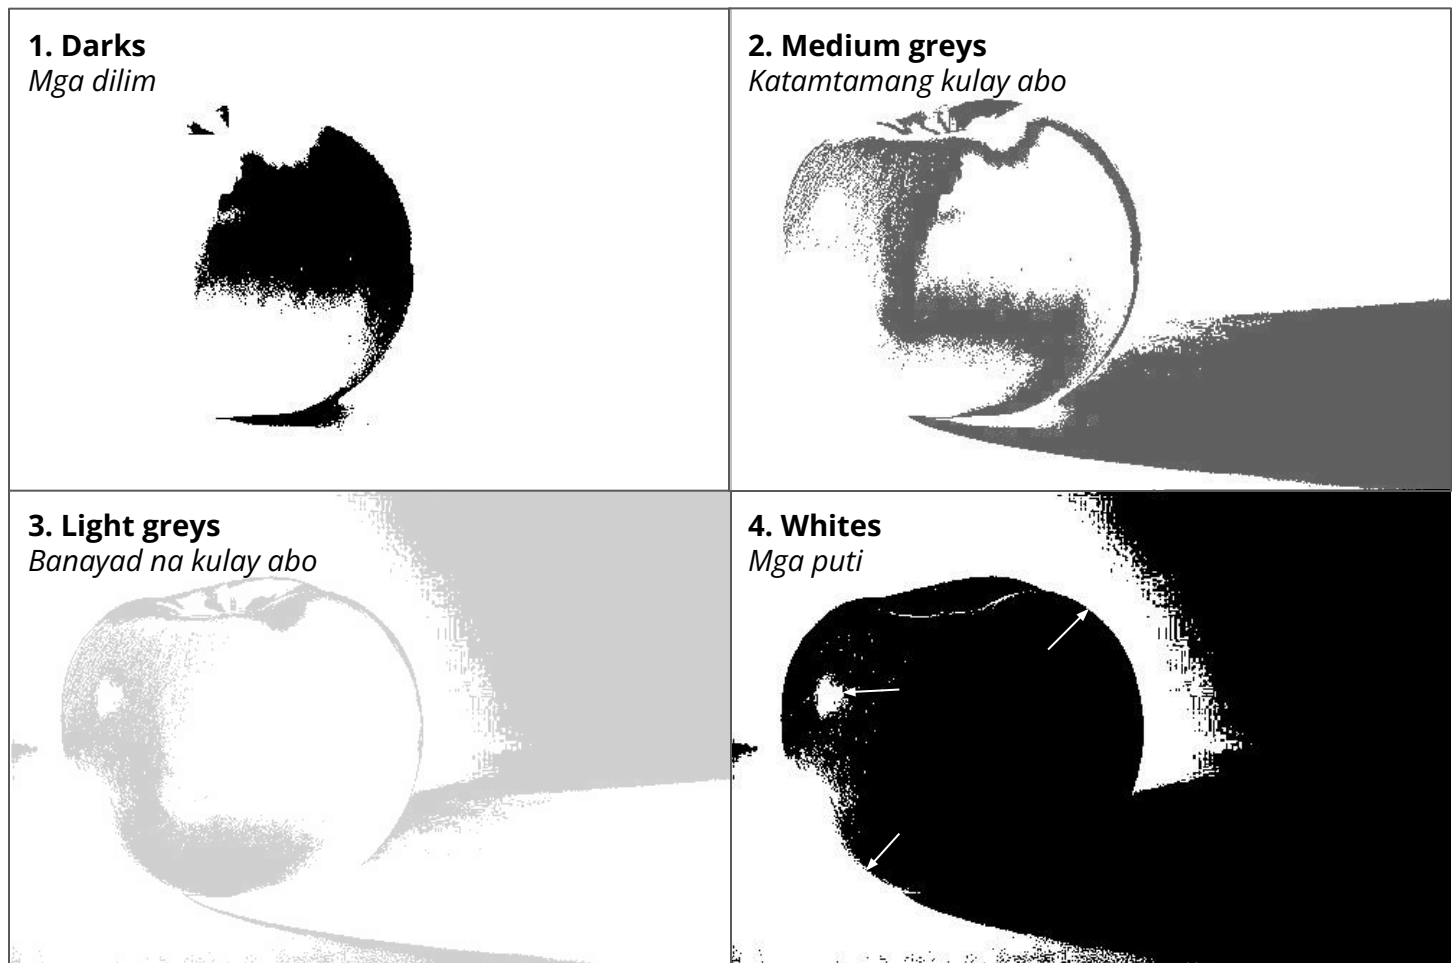 1. Darks
Mga dilim
2. Medium greys
Katamtamang kulay abo
3. Light greys
Banayad na kulay abo
4. Whites
Mga puti